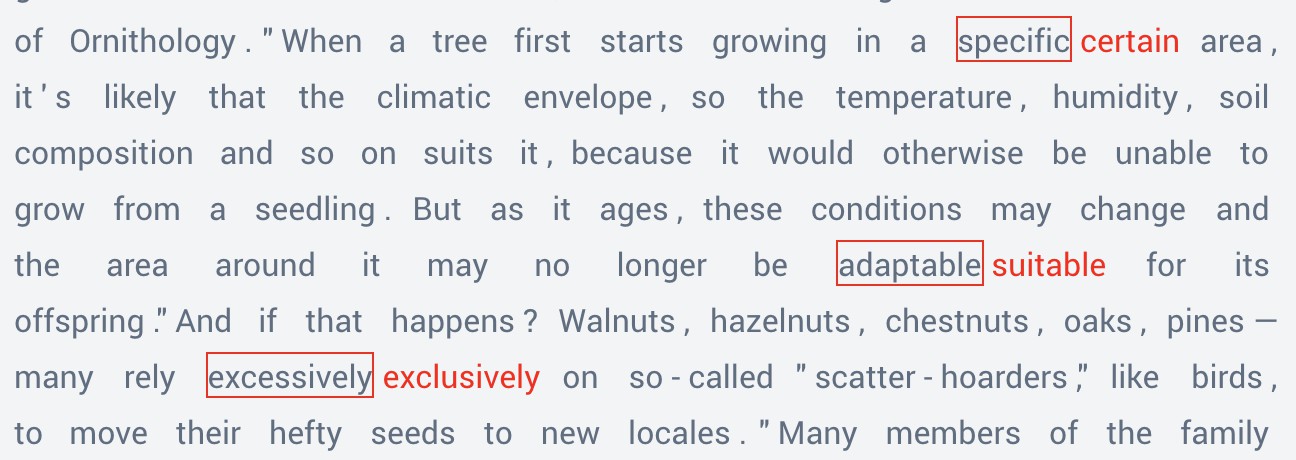 of Ornithology . " When a tree first starts growing in a specific certain area ,
it ' s likely that the climatic envelope , so the temperature , humidity , soil
composition and so on suits it , because it would otherwise be unable to
grow from a seedling . But as it ages , these conditions may change and
the area around it may no longer be adaptable suitable for its
offspring ." And if that happens ? Walnuts , hazelnuts , chestnuts , oaks , pines —
many rely excessively exclusively on so - called " scatter - hoarders ," like birds ,
to move their hefty seeds to new locales . " Many members of the family